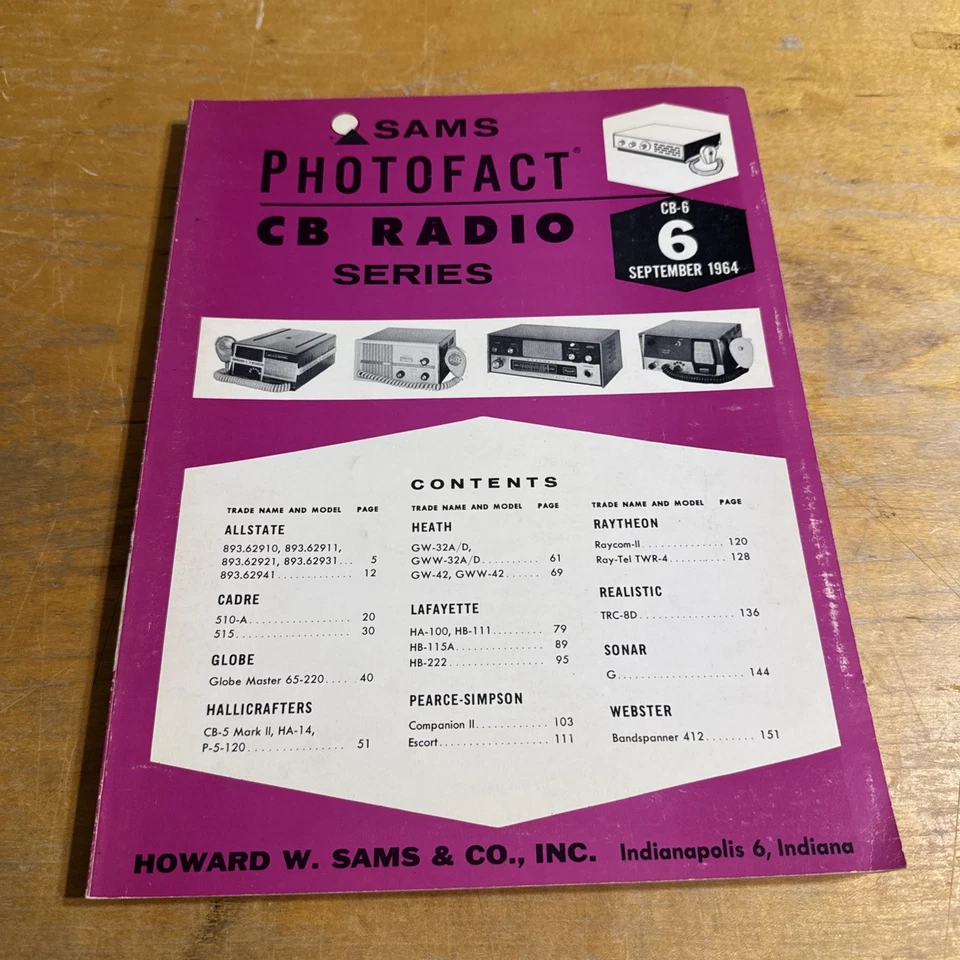 SAMS
PHOTOFACT®
CB RADIO
SERIES
CB-6
6
SEPTEMBER 1964
CONTENTS
TRADE NAME AND MODEL PAGE
ALLSTATE
893.62910, 893.62911,
893.62921, 893.62931... 5
893.62941............. 12
CADRE
510-A.................. 20
515.................... 30
GLOBE
Globe Master 65-220..... 40
HALLICRAFTERS
CB-5 Mark II, HA-14,
P-5-120................ 51
TRADE NAME AND MODEL PAGE
HEATH
GW-32A/D,
GWW-32A/D.......... 61
GW-42, GWW-42...... 69
LAFAYETTE
HA-100, HB-111......... 79
HB-115A............... 89
HB-222................ 95
PEARCE-SIMPSON
Companion II............ 103
Escort.................. 111
TRADE NAME AND MODEL PAGE
RAYTHEON
Raycom-II.............. 120
Ray-Tel TWR-4.......... 128
REALISTIC
TRC-8D................. 136
SONAR
G...................... 144
WEBSTER
Bandspanner 412........ 151
HOWARD W. SAMS & CO., INC. Indianapolis 6, Indiana